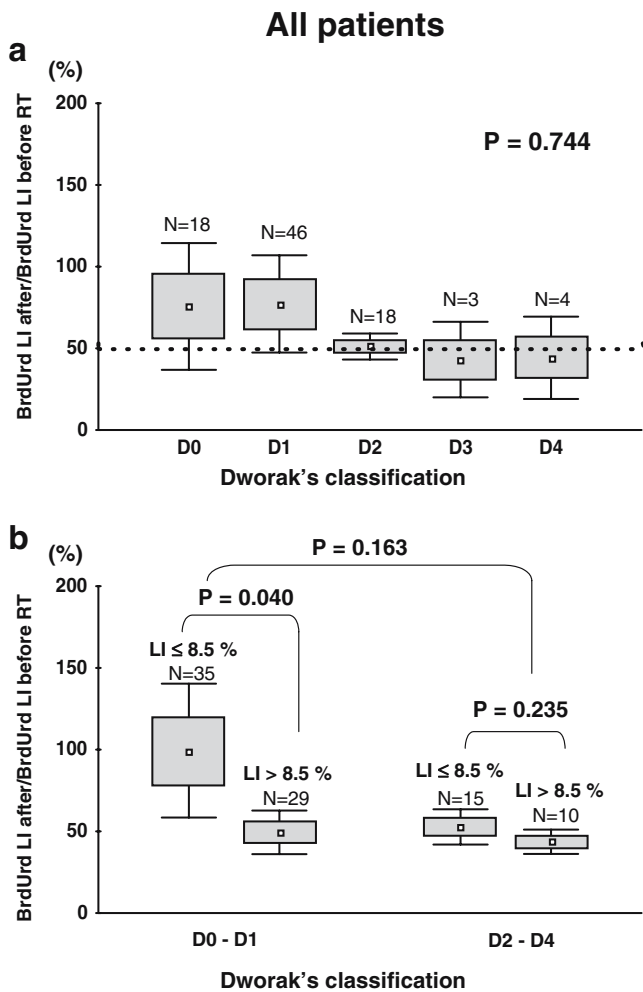 All patients
a
(%)
BrdUrd LI after/BrdUrd LI before RT
200
150
100
50
0
P = 0.744
N=18
N=46
N=18
N=3
N=4
D0 D1 D2 D3 D4
Dworak's classification
b
(%)
BrdUrd LI after/BrdUrd LI before RT
200
150
100
50
0
P = 0.163
P = 0.040
LI ≤ 8.5 %
N=35
LI > 8.5 %
N=29
P = 0.235
LI ≤ 8.5 %
N=15
LI > 8.5 %
N=10
D0 - D1 D2 - D4
Dworak's classification